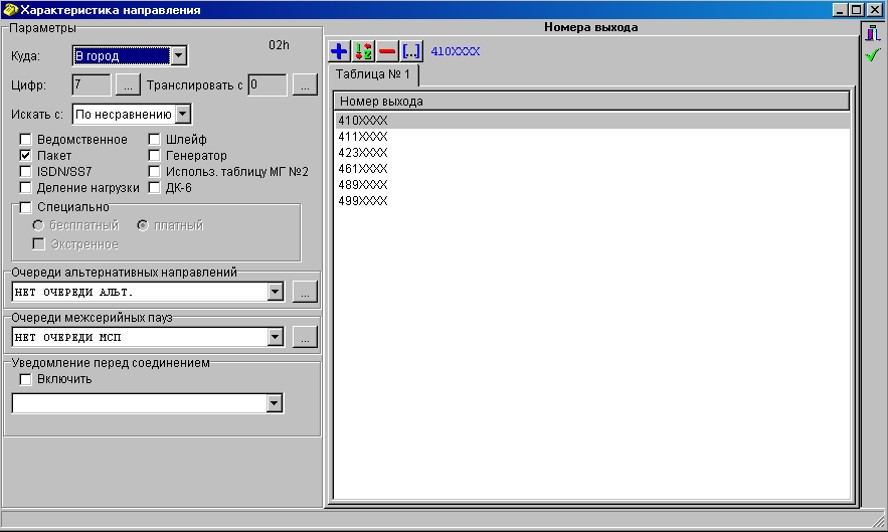 Характеристика направления
Параметры
02h
Куда: В город
Цифр: 7 ... Транслировать с 0 ...
Искать с: По несравнению
Ведомственное Шлейф
Пакет Генератор
ISDN/SS7 Использ. таблицу МГ №2
Деление нагрузки ДК-6
Специально
бесплатный платный
Экстренное
Очереди альтернативных направлений
НЕТ ОЧЕРЕДИ АЛЬТ. ...
Очереди межсерийных пауз
НЕТ ОЧЕРЕДИ МСП ...
Уведомление перед соединением
Включить
Номера выхода
[..] 410XXXX
Таблица № 1
Номер выхода
410XXXX
411XXXX
423XXXX
461XXXX
489XXXX
499XXXX